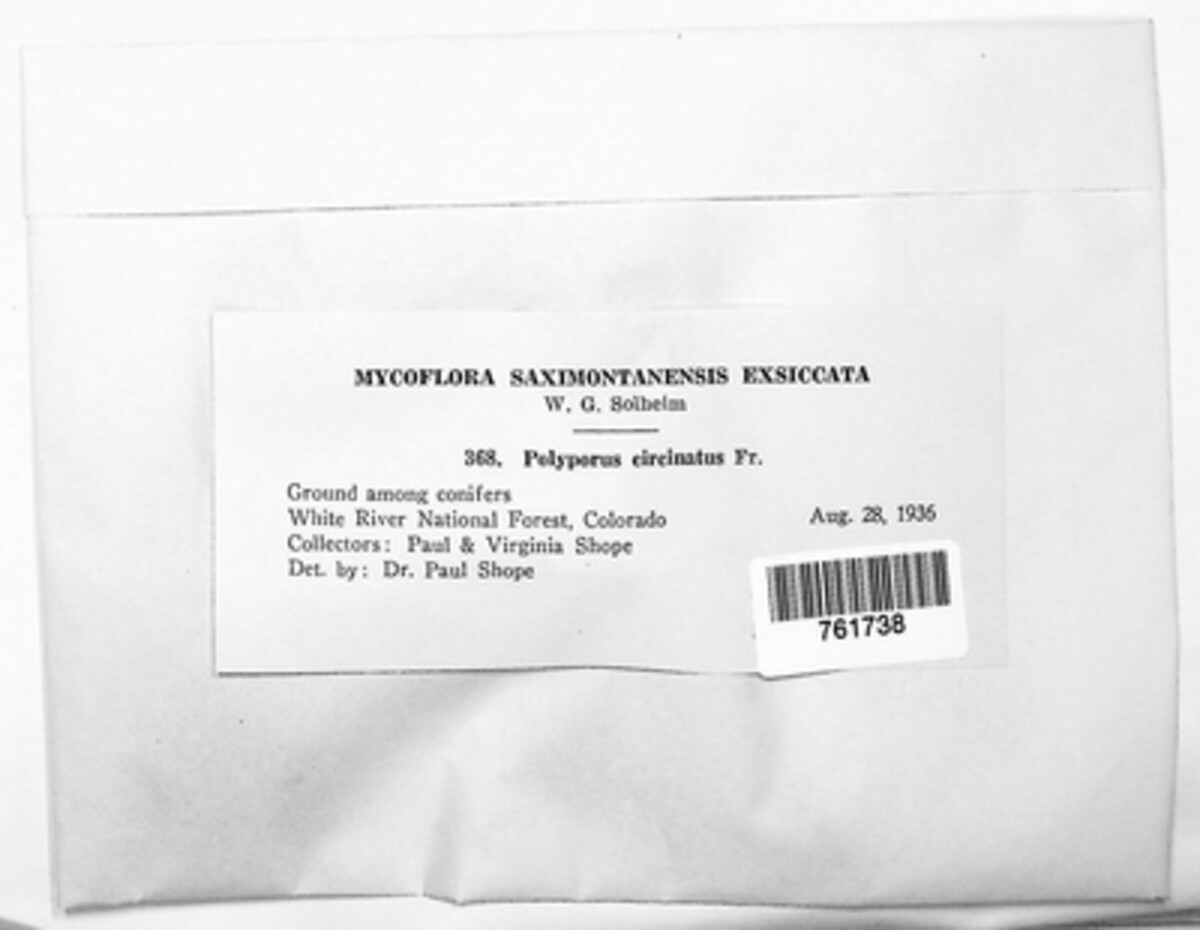 MYCOFLORA SAXIMONTANENSIS EXSICCATA
W. G. Solheim
368. Polyporus circinatus Fr.
Ground among conifers
White River National Forest, Colorado Aug. 28, 1936
Collectors: Paul & Virginia Shope
Det. by: Dr. Paul Shope
761738